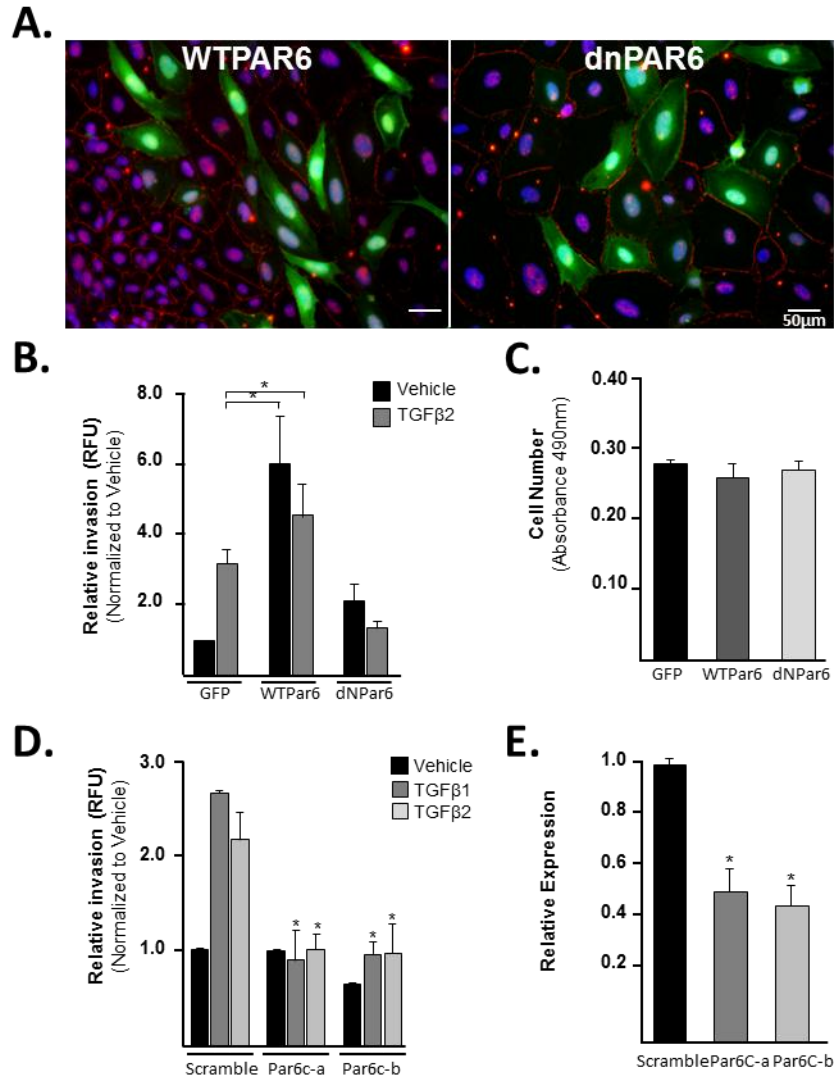 A.
WTPAR6
dnPAR6
50µm
B.
Relative invasion (RFU)
(Normalized to Vehicle)
8.0
6.0
4.0
2.0
*
*
Vehicle
TGFβ2
GFP
WTPar6
dNPar6
C.
Cell Number
(Absorbance 490nm)
0.40
0.30
0.20
0.10
GFP
WTPar6
dNPar6
D.
Relative invasion (RFU)
(Normalized to Vehicle)
3.0
2.0
1.0
Vehicle
TGFβ1
TGFβ2
* *
* *
Scramble
Par6c-a
Par6c-b
E.
Relative Expression
1.0
0.8
0.6
0.4
0.2
*
*
Scramble
Par6C-a
Par6C-b